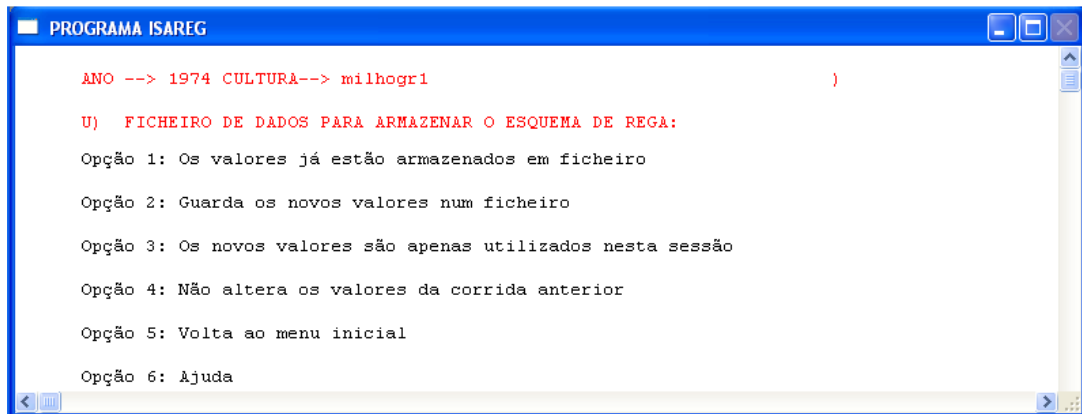 PROGRAMA ISAREG
ANO --> 1974 CULTURA--> milhogr1 )
U) FICHEIRO DE DADOS PARA ARMAZENAR O ESQUEMA DE REGA:
Opção 1: Os valores já estão armazenados em ficheiro
Opção 2: Guarda os novos valores num ficheiro
Opção 3: Os novos valores são apenas utilizados nesta sessão
Opção 4: Não altera os valores da corrida anterior
Opção 5: Volta ao menu inicial
Opção 6: Ajuda